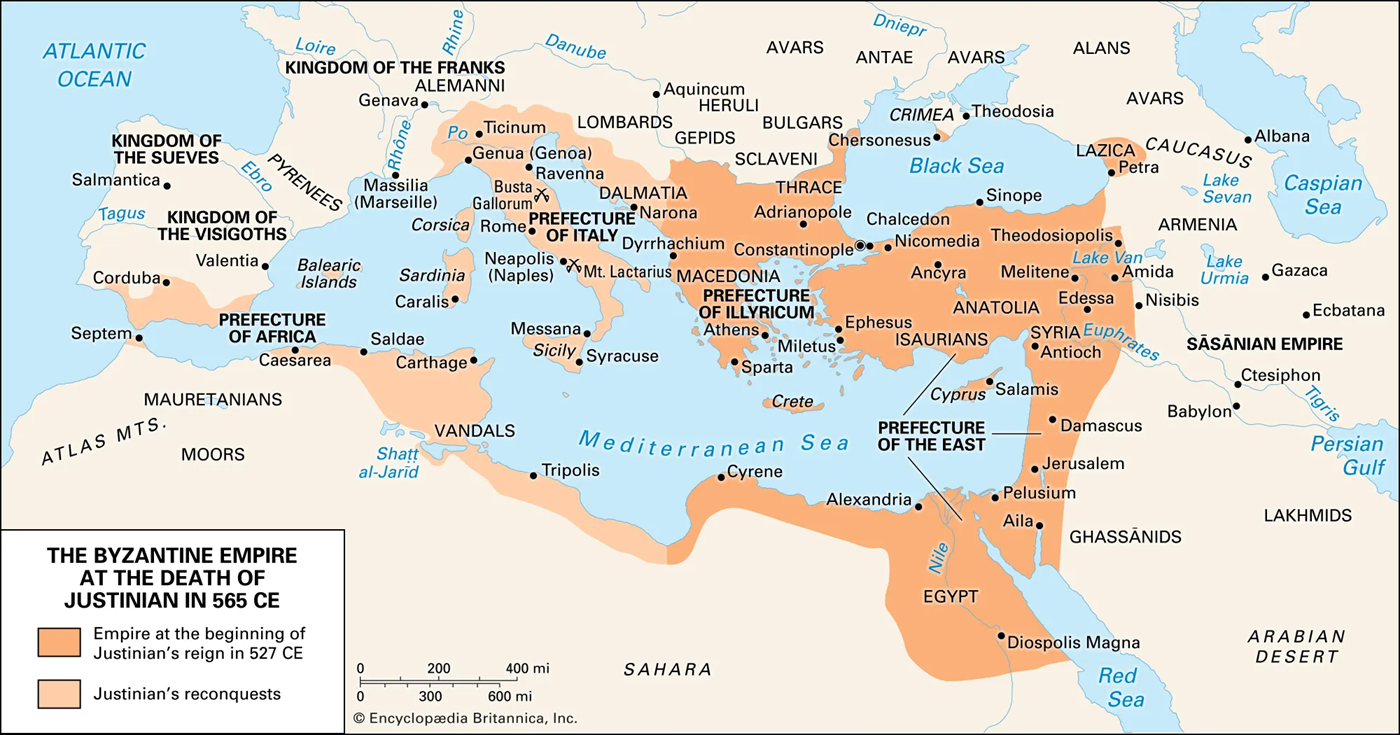 ATLANTIC
OCEAN
Loire
Rhine
Danube
Dniepr
AVARS
ANTAE
AVARS
ALANS
KINGDOM OF THE FRANKS
ALEMANNI
Genava
Aquincum
HERULI
AVARS
Rhône
Po
Ticinum
LOMBARDS
GEPIDS
BULGARS
CRIMEA
Theodosia
Chersonesus
Albana
KINGDOM OF
THE SUEVES
PYRENEES
Ebro
Genua (Genoa)
Ravenna
SCLAVENI
Black Sea
LAZICA
Petra
CAUCASUS
Salmantica
Massilia
(Marseille)
Busta
Gallorum
DALMATIA
Narona
THRACE
Sinope
Lake
Sevan
Caspian
Sea
Tagus
KINGDOM OF
THE VISIGOTHS
Corsica
Rome
PREFECTURE
OF ITALY
Adrianople
Chalcedon
ARMENIA
Valentia
Balearic
Islands
Sardinia
Neapolis
(Naples)
Mt. Lactarius
Dyrrhachium
MACEDONIA
Constantinople
Nicomedia
Theodosiopolis
Lake Van
Lake
Urmia
Corduba
Caralis
PREFECTURE
OF ILLYRICUM
Ancyra
Melitene
Amida
Gazaca
ANATOLIA
Edessa
Nisibis
Ecbatana
Septem
PREFECTURE
OF AFRICA
Caesarea
Saldae
Carthage
Messana
Sicily
Syracuse
Athens
Sparta
Ephesus
Miletus
ISAURIANS
SYRIA
Antioch
Euphrates
SĀSĀNIAN EMPIRE
Ctesiphon
Tigris
Babylon
MAURETANIANS
ATLAS MTS.
MOORS
VANDALS
Shaṭṭ
al-Jarīd
Crete
Cyprus
Salamis
PREFECTURE
OF THE EAST
Damascus
Persian
Gulf
Mediterranean Sea
Tripolis
Cyrene
Jerusalem
Alexandria
Pelusium
Aila
GHASSĀNIDS
LAKHMIDS
Nile
EGYPT
Diospolis Magna
SAHARA
Red
Sea
ARABIAN
DESERT
THE BYZANTINE EMPIRE
AT THE DEATH OF
JUSTINIAN IN 565 CE
Empire at the beginning of
Justinian's reign in 527 CE
Justinian's reconquests
0 200 400 mi
0 300 600 mi
© Encyclopædia Britannica, Inc.